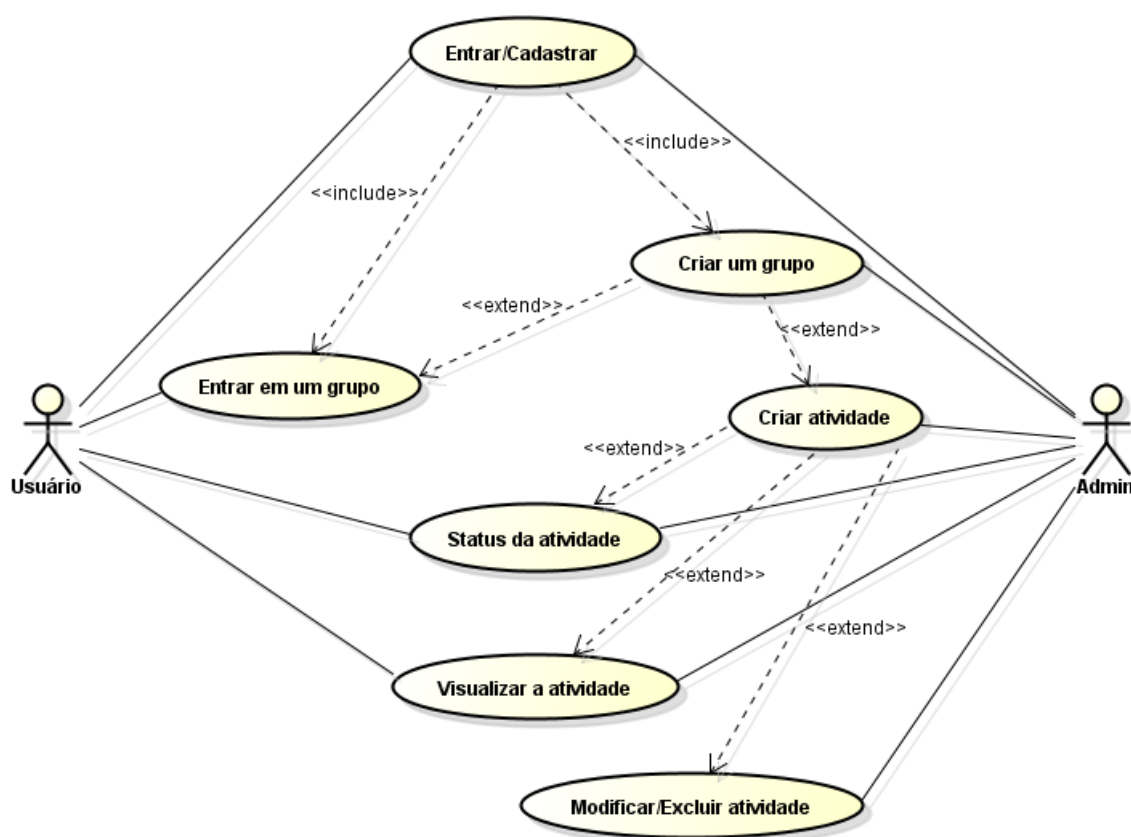 Entrar/Cadastrar
<<include>>
<<include>>
Criar um grupo
<<extend>>
<<extend>>
Entrar em um grupo
Criar atividade
<<extend>>
Usuário
Admin
Status da atividade
<<extend>>
<<extend>>
Visualizar a atividade
Modificar/Excluir atividade